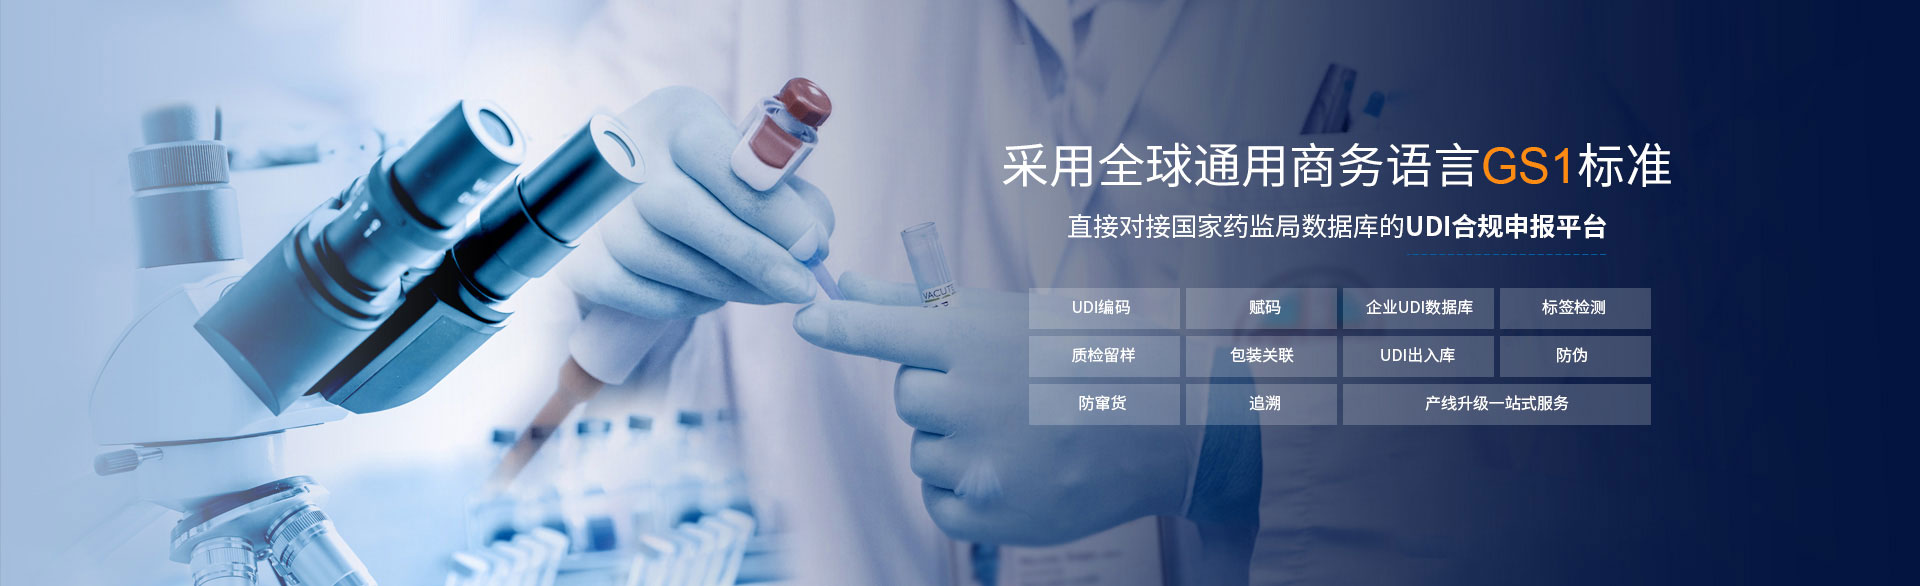 采用全球通用商务语言GS1标准
直接对接国家药监局数据库的UDI合规申报平台
UDI编码 赋码 企业UDI数据库 标签检测
质检留样 包装关联 UDI出入库 防伪
防窜货 追溯 产线升级一站式服务
VACUTE